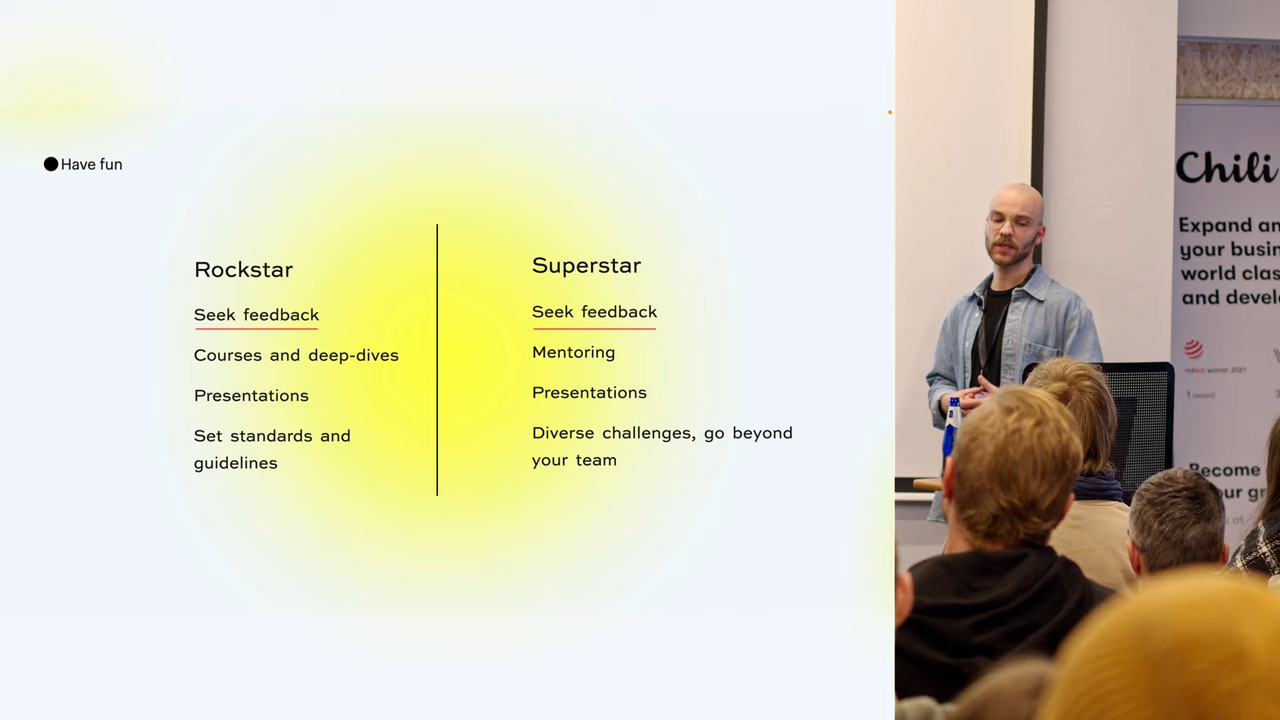 Have fun
Rockstar
Seek feedback
Courses and deep-dives
Presentations
Set standards and
guidelines
Superstar
Seek feedback
Mentoring
Presentations
Diverse challenges, go beyond
your team
Chili
Expand an
your busin
world clas
and develo
reddot winner 2021
1 award
Become
our gr